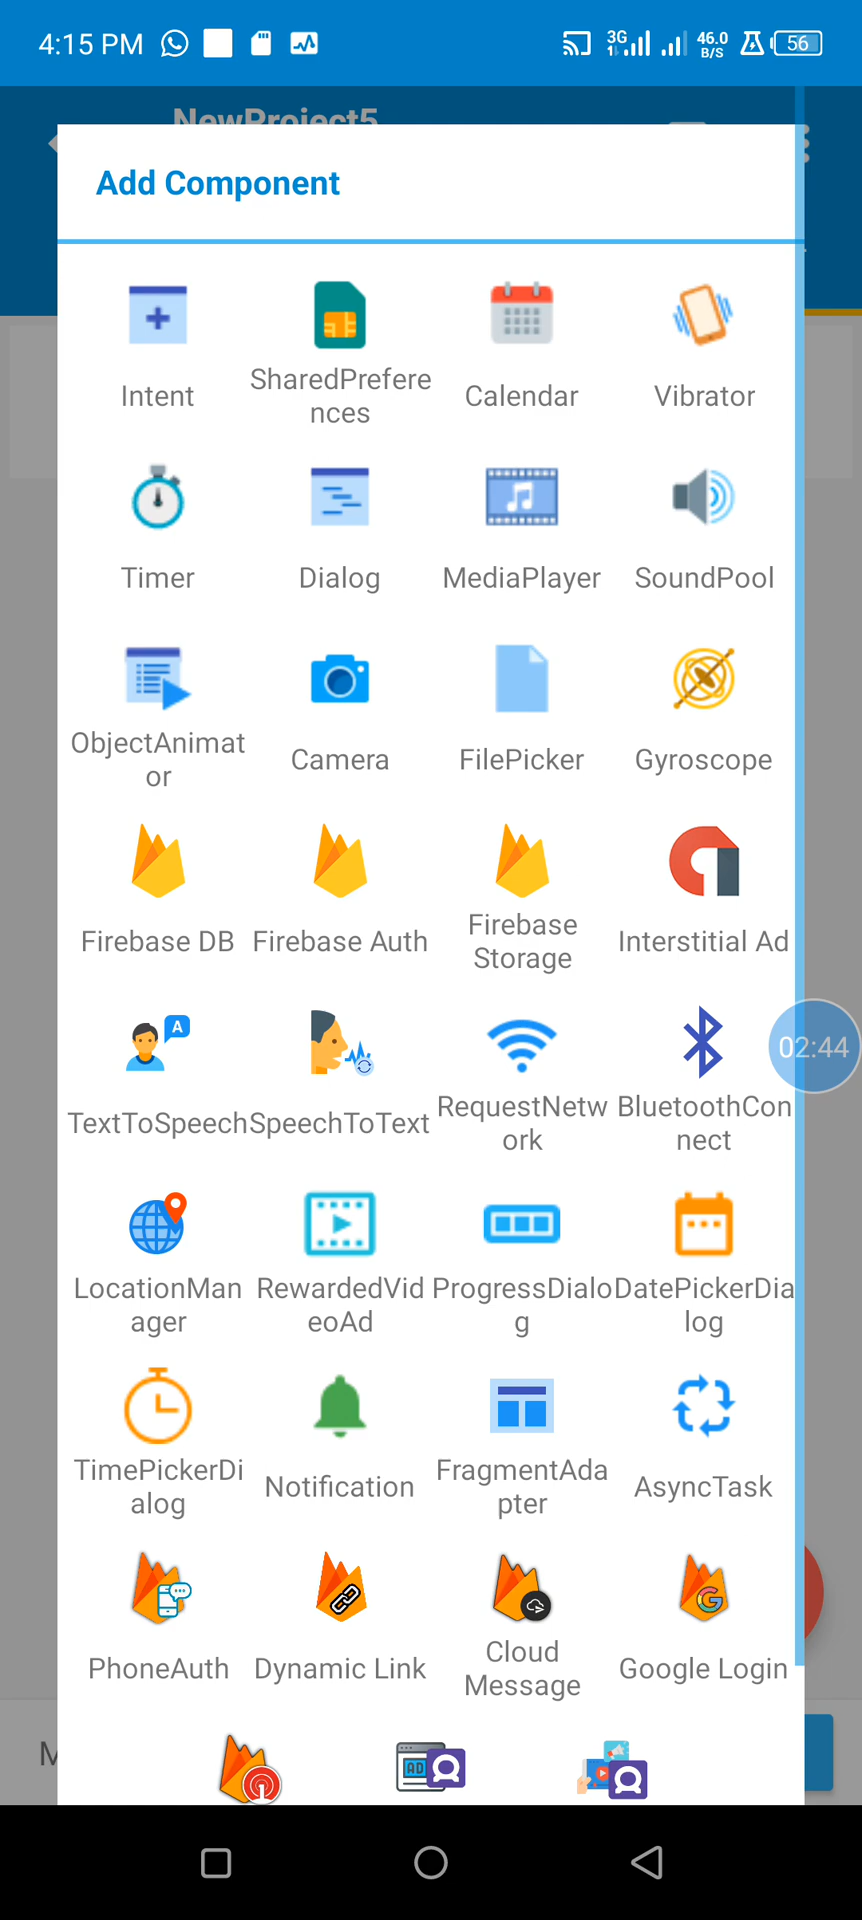 4:15 PM
3G
46.0
B/S
56
NewProject5
Add Component
Intent
SharedPrefere
nces
Calendar
Vibrator
Timer
Dialog
MediaPlayer
SoundPool
ObjectAnimat
or
Camera
FilePicker
Gyroscope
Firebase DB
Firebase Auth
Firebase
Storage
Interstitial Ad
A
TextToSpeech
SpeechToText
RequestNetw
ork
BluetoothCon
nect
02:44
LocationMan
ager
RewardedVid
eoAd
ProgressDialo
g
DatePickerDia
log
TimePickerDi
alog
Notification
FragmentAda
pter
AsyncTask
PhoneAuth
Dynamic Link
Cloud
Message
Google Login
AD